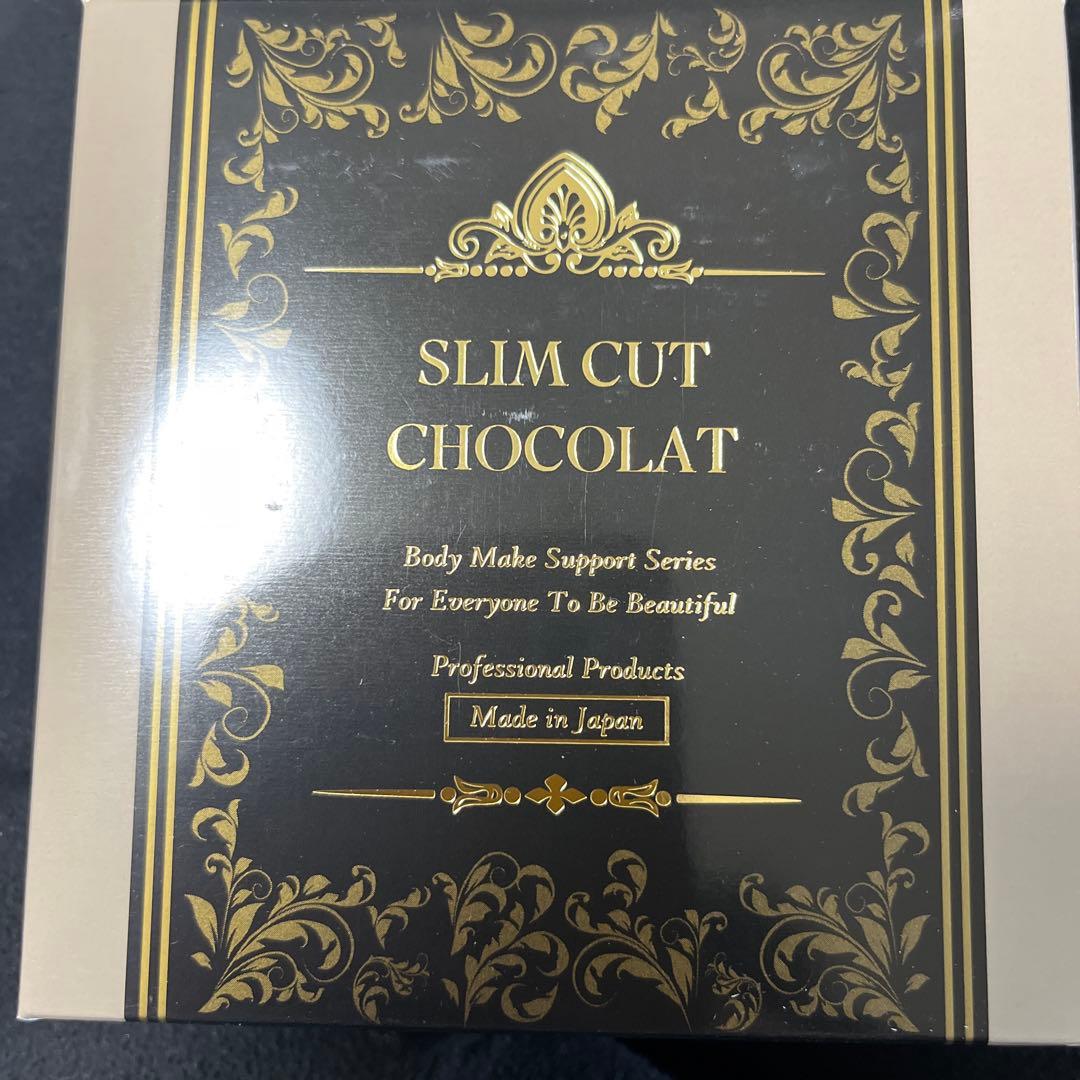 SLIM CUT
CHOCOLAT
Body Make Support Series
For Everyone To Be Beautiful
Professional Products
Made in Japan